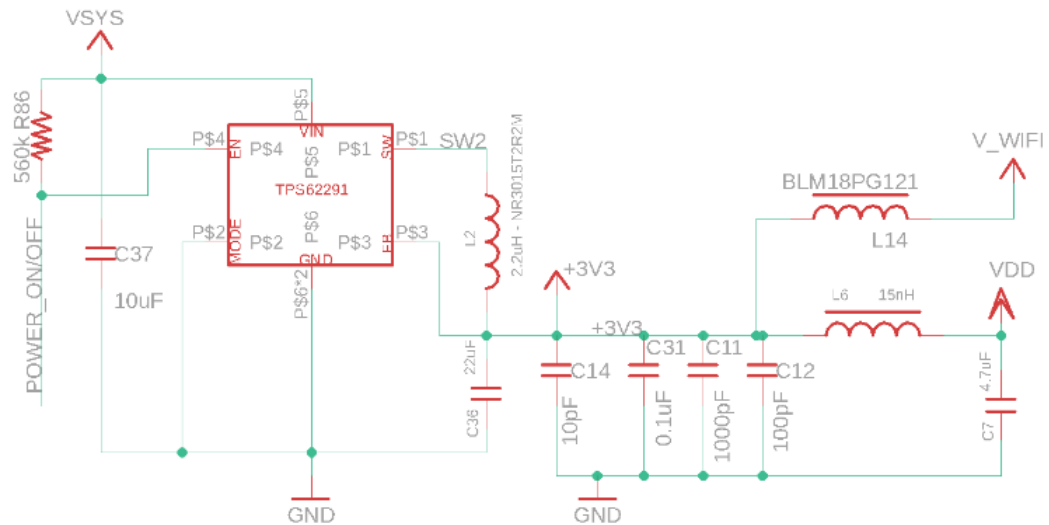 VSYS
560k R86
POWER_ON/OFF
C37
10uF
P$5
VIN
P$4
EN
P$4
P$5
P$1
SW
P$1
SW2
TPS62291
P$2
MODE
P$2
P$6
P$3
FB
P$3
GND
P$6*2
L2
2.2uH - NR3015T2R2M
22uF
C36
GND
+3V3
+3V3
C14
10pF
C31
0.1uF
C11
1000pF
C12
100pF
GND
BLM18PG121
L14
V_WIFI
L6
15nH
VDD
4.7uF
C7